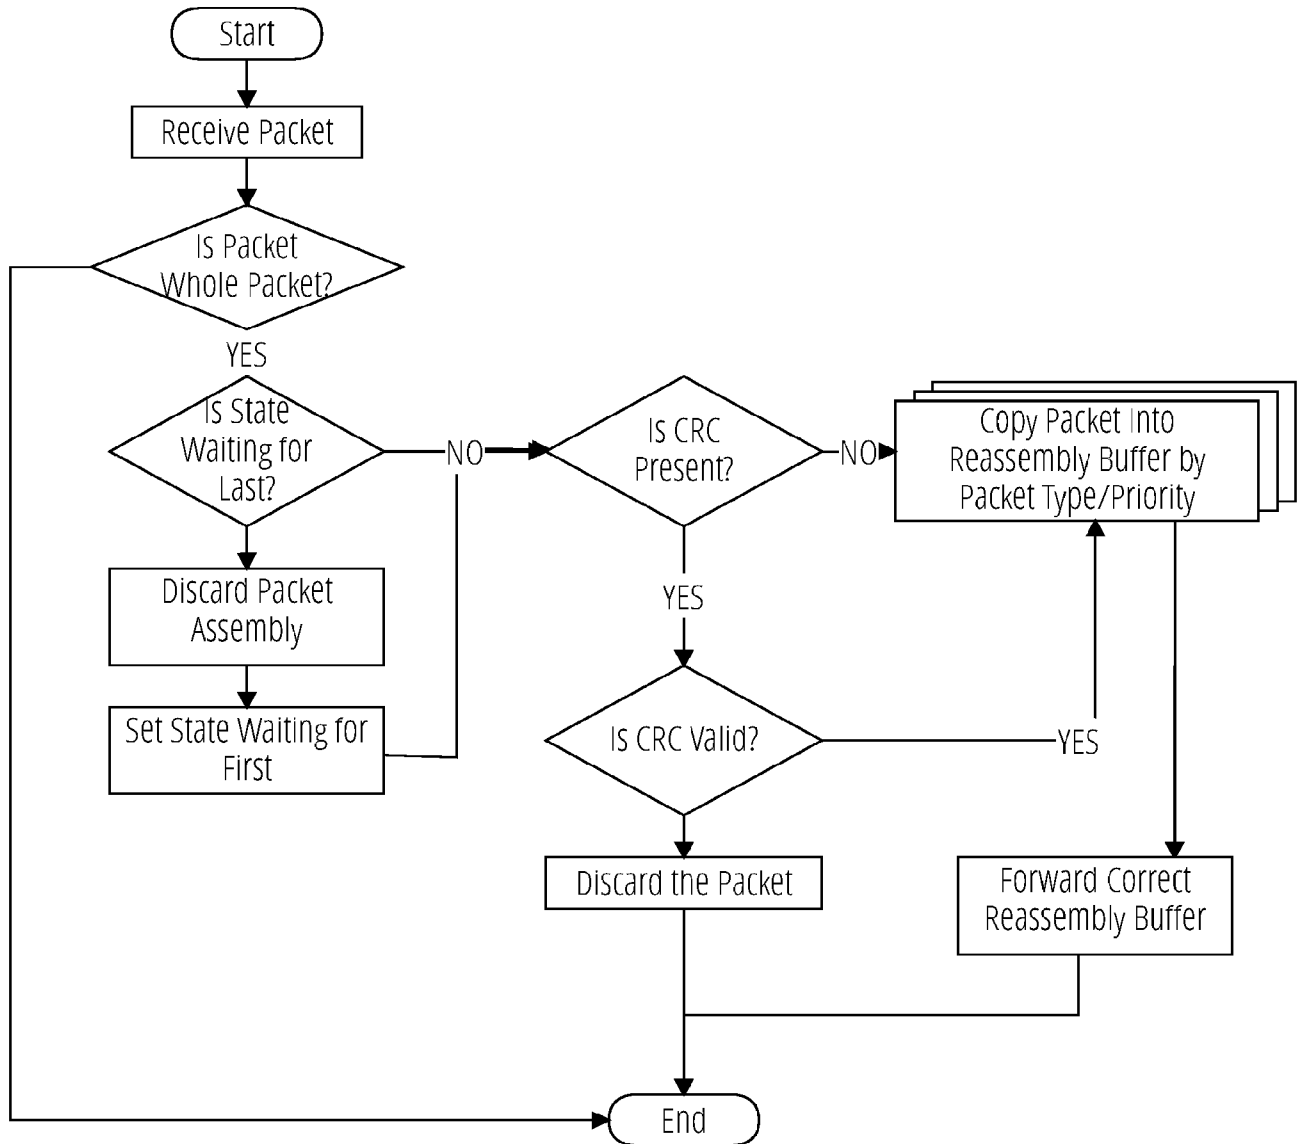 Start
Receive Packet
Is Packet
Whole Packet?
YES
Is State
Waiting for
Last?
NO
Is CRC
Present?
NO
Copy Packet Into
Reassembly Buffer by
Packet Type/Priority
Discard Packet
Assembly
YES
Set State Waiting for
First
Is CRC Valid?
YES
Discard the Packet
Forward Correct
Reassembly Buffer
End